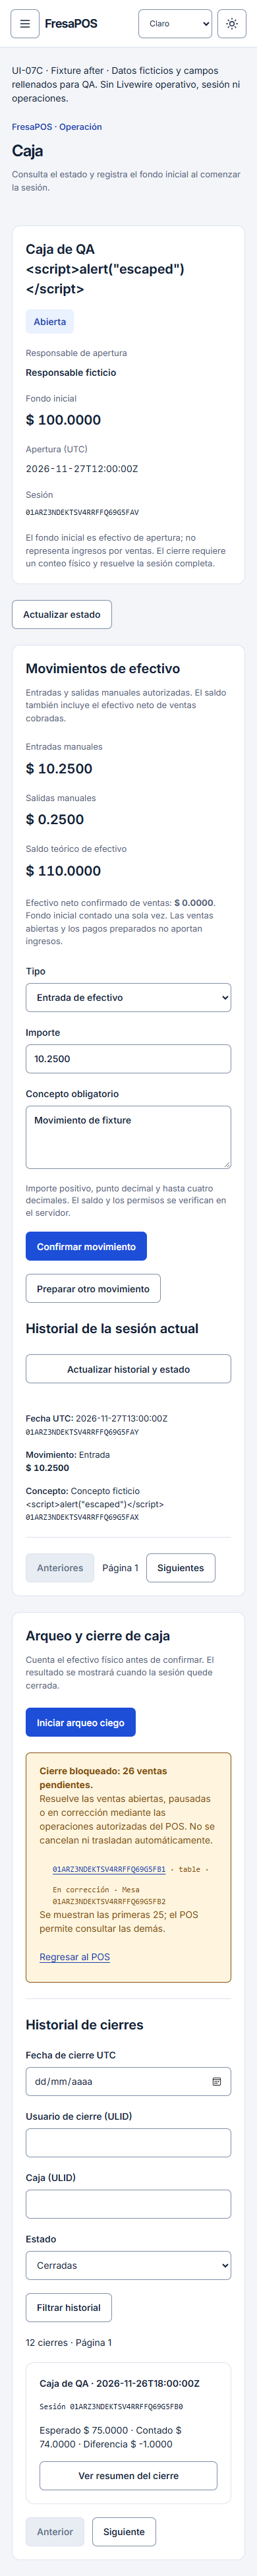 FresaPOS
Claro
UI-07C · Fixture after · Datos ficticios y campos
rellenados para QA. Sin Livewire operativo, sesión ni
operaciones.
FresaPOS · Operación
Caja
Consulta el estado y registra el fondo inicial al comenzar
la sesión.
Caja de QA
<script>alert("escaped")
</script>
Abierta
Responsable de apertura
Responsable ficticio
Fondo inicial
$ 100.0000
Apertura (UTC)
2026-11-27T12:00:00Z
Sesión
01ARZ3NDEKTSV4RRFFQ69G5FAV
El fondo inicial es efectivo de apertura; no
representa ingresos por ventas. El cierre requiere
un conteo físico y resuelve la sesión completa.
Actualizar estado
Movimientos de efectivo
Entradas y salidas manuales autorizadas. El saldo
también incluye el efectivo neto de ventas
cobradas.
Entradas manuales
$ 10.2500
Salidas manuales
$ 0.2500
Saldo teórico de efectivo
$ 110.0000
Efectivo neto confirmado de ventas: $ 0.0000.
Fondo inicial contado una sola vez. Las ventas
abiertas y los pagos preparados no aportan
ingresos.
Tipo
Entrada de efectivo
Importe
10.2500
Concepto obligatorio
Movimiento de fixture
Importe positivo, punto decimal y hasta cuatro
decimales. El saldo y los permisos se verifican en
el servidor.
Confirmar movimiento
Preparar otro movimiento
Historial de la sesión actual
Actualizar historial y estado
Fecha UTC: 2026-11-27T13:00:00Z
01ARZ3NDEKTSV4RRFFQ69G5FAY
Movimiento: Entrada
$ 10.2500
Concepto: Concepto ficticio
<script>alert("escaped")</script>
01ARZ3NDEKTSV4RRFFQ69G5FAX
Anteriores Página 1 Siguientes
Arqueo y cierre de caja
Cuenta el efectivo físico antes de confirmar. El
resultado se mostrará cuando la sesión quede
cerrada.
Iniciar arqueo ciego
Cierre bloqueado: 26 ventas
pendientes.
Resuelve las ventas abiertas, pausadas
o en corrección mediante las
operaciones autorizadas del POS. No se
cancelan ni trasladan automáticamente.
01ARZ3NDEKTSV4RRFFQ69G5FB1 · table ·
En corrección · Mesa
01ARZ3NDEKTSV4RRFFQ69G5FB2
Se muestran las primeras 25; el POS
permite consultar las demás.
Regresar al POS
Historial de cierres
Fecha de cierre UTC
dd/mm/aaaa
Usuario de cierre (ULID)
Caja (ULID)
Estado
Cerradas
Filtrar historial
12 cierres · Página 1
Caja de QA · 2026-11-26T18:00:00Z
Sesión 01ARZ3NDEKTSV4RRFFQ69G5FB0
Esperado $ 75.0000 · Contado $
74.0000 · Diferencia $ -1.0000
Ver resumen del cierre
Anterior Siguiente